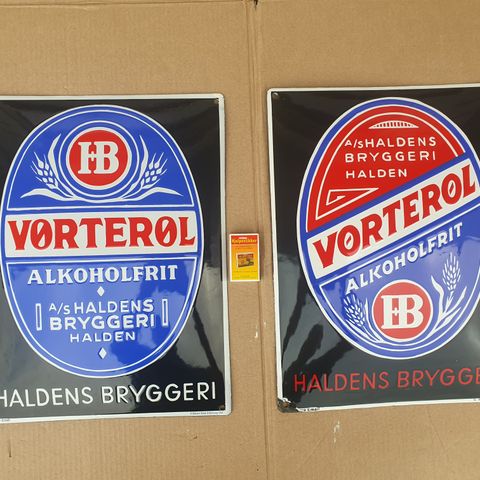 HB
VØRTERØL
ALKOHOLFRIT
A/S HALDENS
BRYGGERI
HALDEN
HALDENS BRYGGERI
A/S HALDENS
BRYGGERI
HALDEN
VØRTERØL
ALKOHOLFRIT
HB
HALDENS BRYGGE